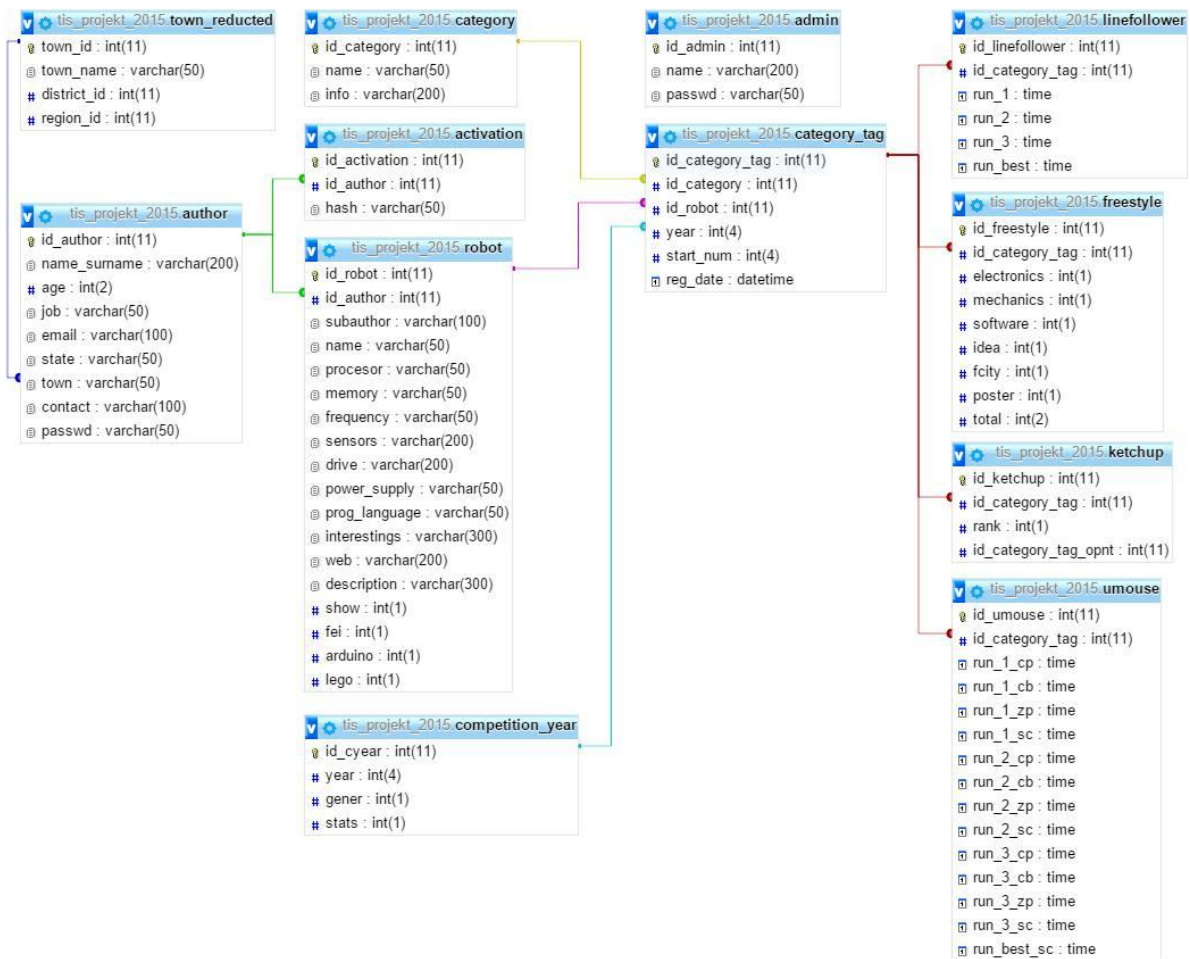 tis_projekt_2015.town_reducted
town_id : int(11)
town_name : varchar(50)
district_id : int(11)
region_id : int(11)
tis_projekt_2015.author
id_author : int(11)
name_surname : varchar(200)
age : int(2)
job : varchar(50)
email : varchar(100)
state : varchar(50)
town : varchar(50)
contact : varchar(100)
passwd : varchar(50)
tis_projekt_2015.category
id_category : int(11)
name : varchar(50)
info : varchar(200)
tis_projekt_2015.activation
id_activation : int(11)
id_author : int(11)
hash : varchar(50)
tis_projekt_2015.robot
id_robot : int(11)
id_author : int(11)
subauthor : varchar(100)
name : varchar(50)
procesor : varchar(50)
memory : varchar(50)
frequency : varchar(50)
sensors : varchar(200)
drive : varchar(200)
power_supply : varchar(50)
prog_language : varchar(50)
interestings : varchar(300)
web : varchar(200)
description : varchar(300)
show : int(1)
fei : int(1)
arduino : int(1)
lego : int(1)
tis_projekt_2015.competition_year
id_cyear : int(11)
year : int(4)
gener : int(1)
stats : int(1)
tis_projekt_2015.admin
id_admin : int(11)
name : varchar(200)
passwd : varchar(50)
tis_projekt_2015.category_tag
id_category_tag : int(11)
id_category : int(11)
id_robot : int(11)
year : int(4)
start_num : int(4)
reg_date : datetime
tis_projekt_2015.linefollower
id_linefollower : int(11)
id_category_tag : int(11)
run_1 : time
run_2 : time
run_3 : time
run_best : time
tis_projekt_2015.freestyle
id_freestyle : int(11)
id_category_tag : int(11)
electronics : int(1)
mechanics : int(1)
software : int(1)
idea : int(1)
fcity : int(1)
poster : int(1)
total : int(2)
tis_projekt_2015.ketchup
id_ketchup : int(11)
id_category_tag : int(11)
rank : int(1)
id_category_tag_opnt : int(11)
tis_projekt_2015.umouse
id_umouse : int(11)
id_category_tag : int(11)
run_1_cp : time
run_1_cb : time
run_1_zp : time
run_1_sc : time
run_2_cp : time
run_2_cb : time
run_2_zp : time
run_2_sc : time
run_3_cp : time
run_3_cb : time
run_3_zp : time
run_3_sc : time
run_best_sc : time